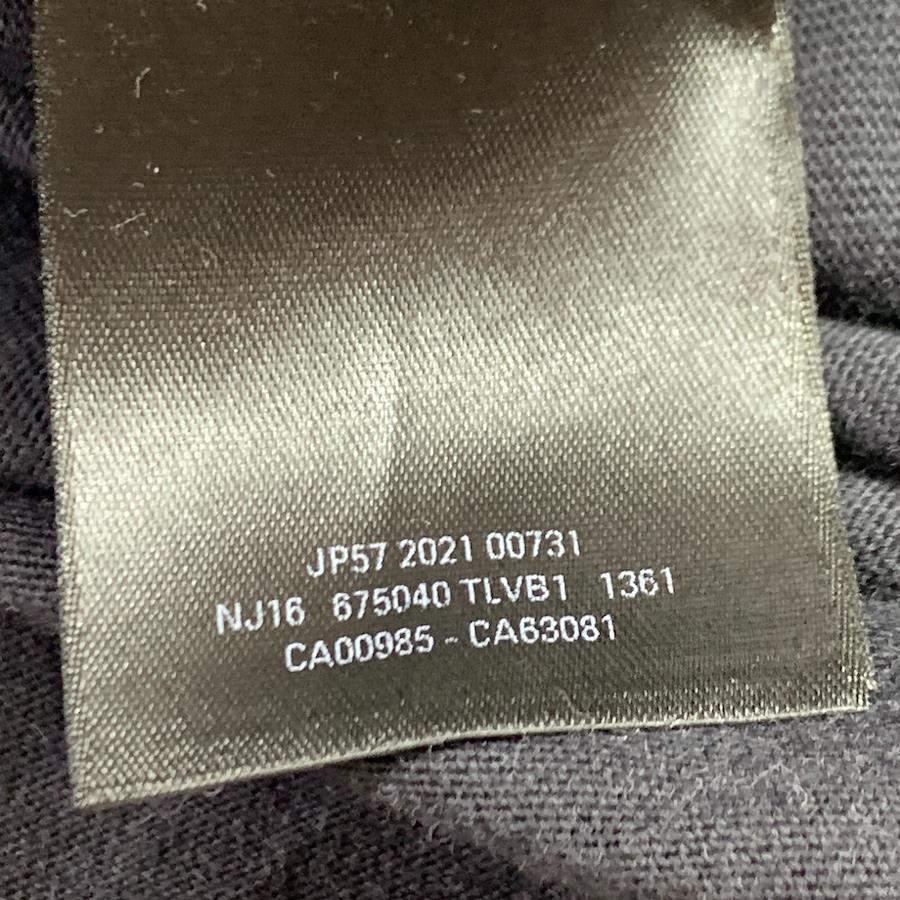 JP57 2021 00731
NJ16 675040 TLVB1 1361
CA00985 - CA63081